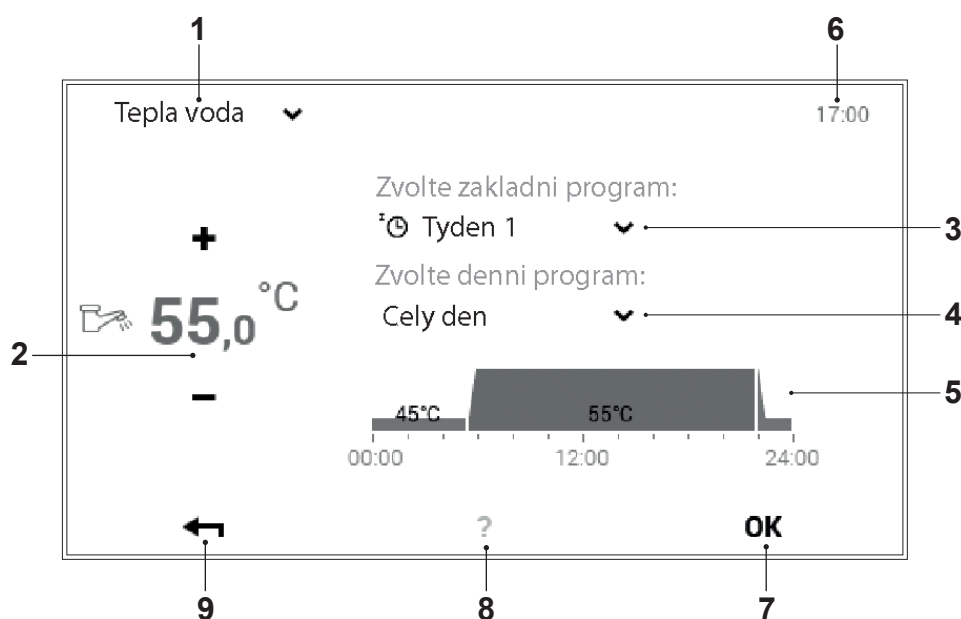 1 6
Tepla voda
17:00
Zvolte zakladni program:
Tyden 1
3
Zvolte denni program:
55,0 °C
Cely den
4
2
5
45°C 55°C
00:00 12:00 24:00
? OK
9 8 7